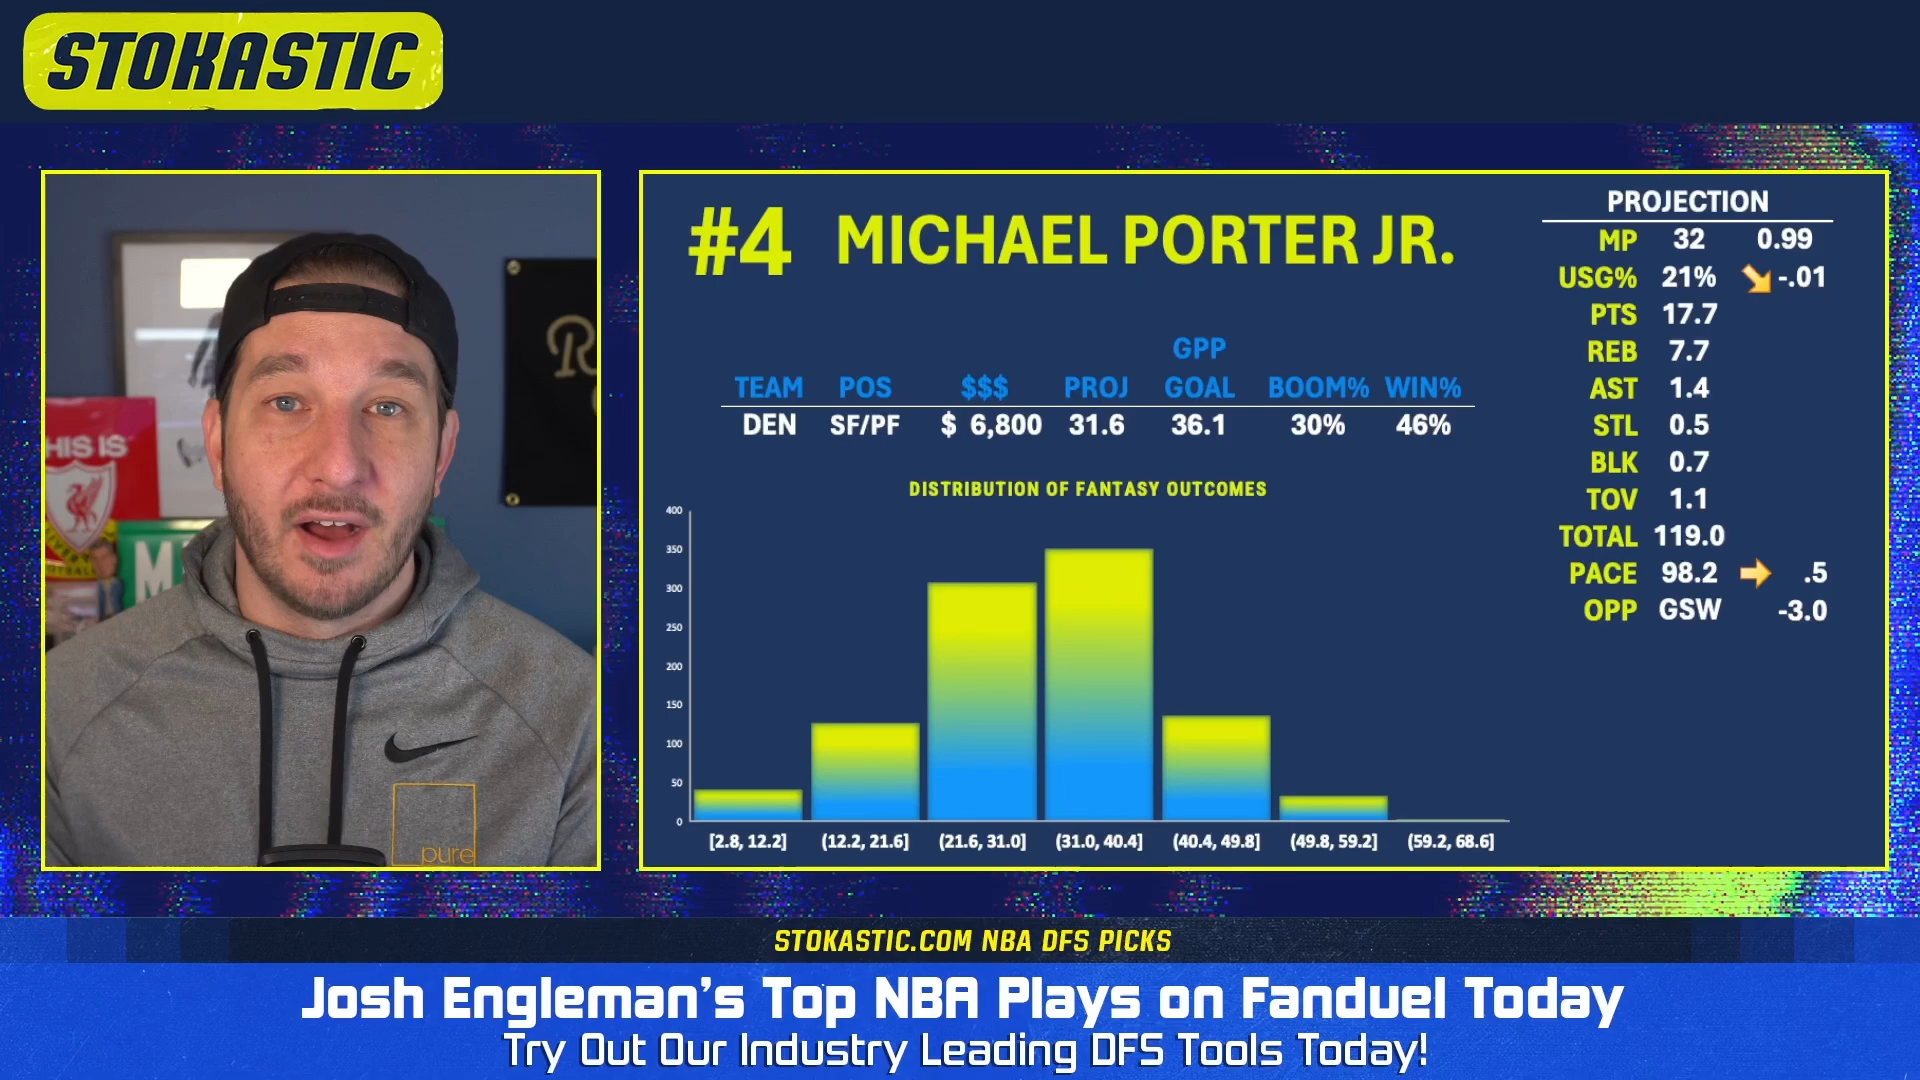 STOKASTIC
HIS IS
M
R
pure
#4 MICHAEL PORTER JR.
GPP
TEAM POS $$$ PROJ GOAL BOOM% WIN%
DEN SF/PF $ 6,800 31.6 36.1 30% 46%
DISTRIBUTION OF FANTASY OUTCOMES
400
350
300
250
200
150
100
50
0
[2.8, 12.2] (12.2, 21.6] (21.6, 31.0] (31.0, 40.4] (40.4, 49.8] (49.8, 59.2] (59.2, 68.6]
PROJECTION
MP 32 0.99
USG% 21% -.01
PTS 17.7
REB 7.7
AST 1.4
STL 0.5
BLK 0.7
TOV 1.1
TOTAL 119.0
PACE 98.2 .5
OPP GSW -3.0
STOKASTIC.COM NBA DFS PICKS
Josh Engleman's Top NBA Plays on Fanduel Today
Try Out Our Industry Leading DFS Tools Today!